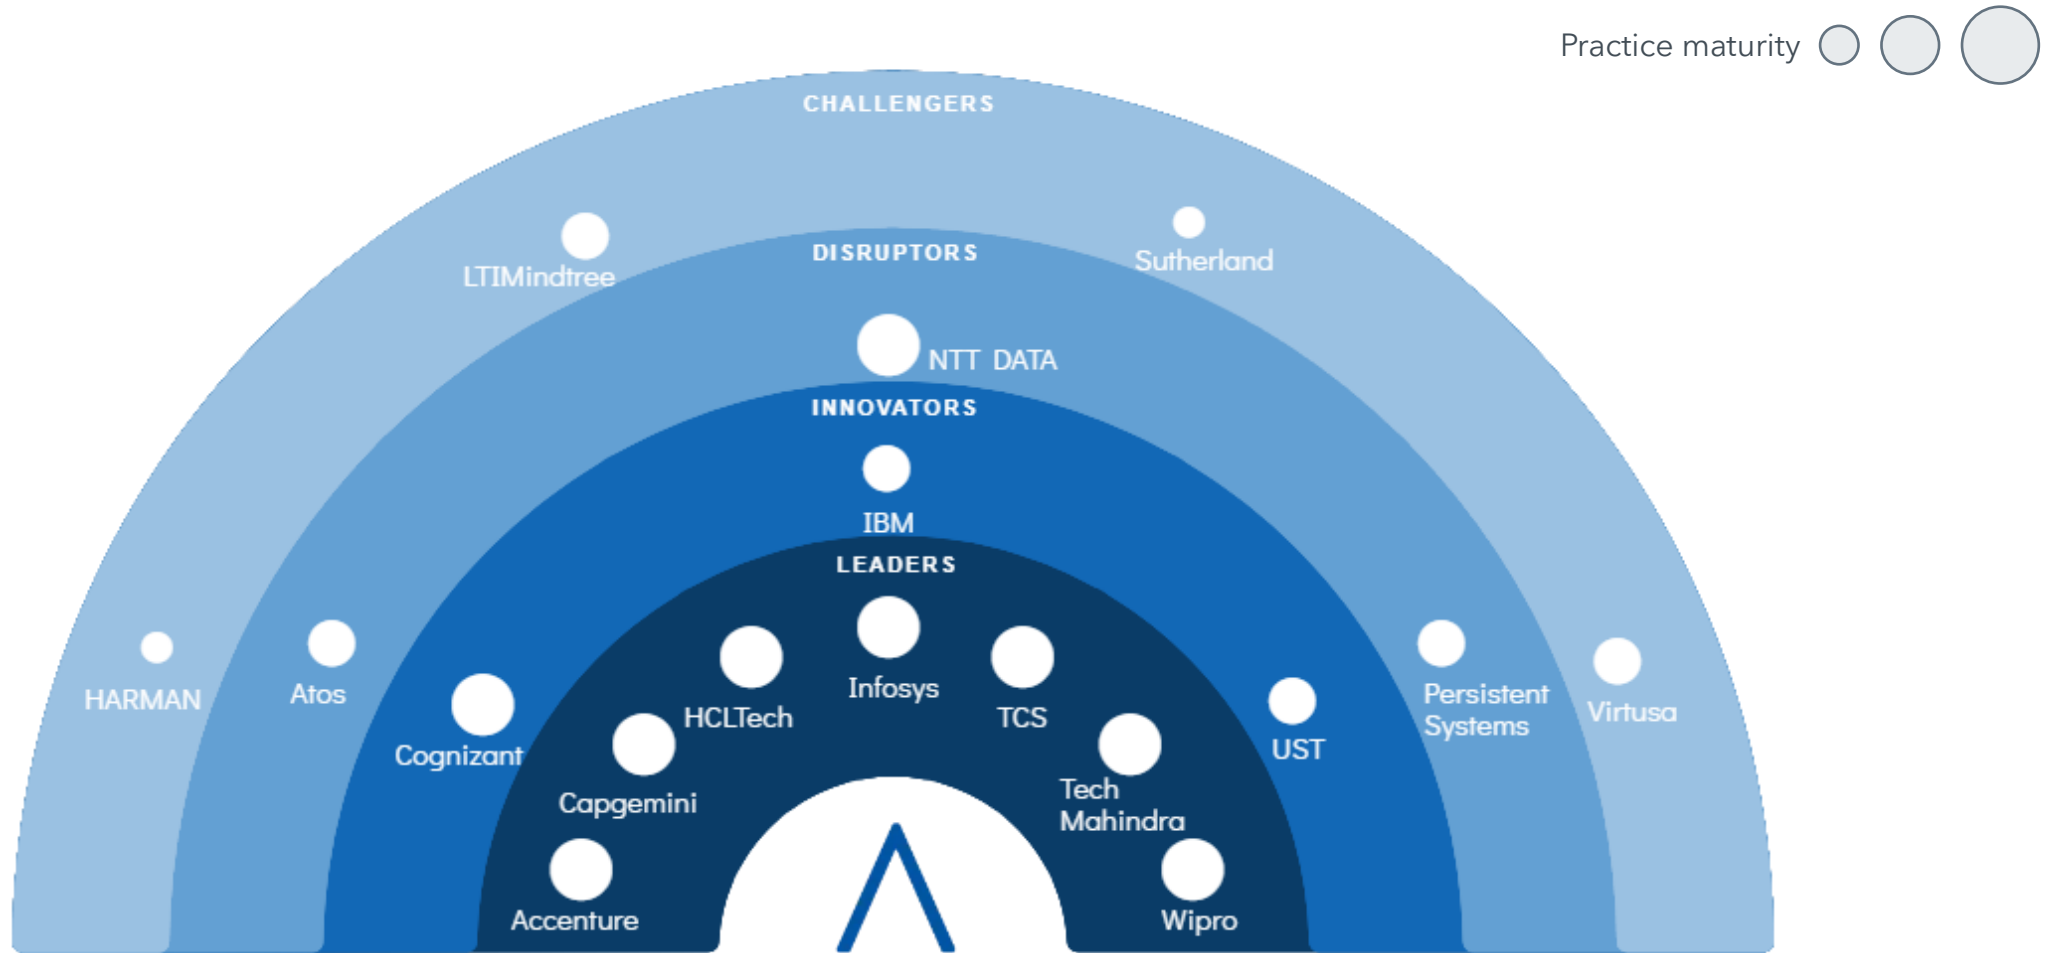 Practice maturity
CHALLENGERS
LTIMindtree
Sutherland
DISRUPTORS
NTT DATA
INNOVATORS
IBM
LEADERS
Infosys
HCLTech
TCS
HARMAN
Atos
Cognizant
Capgemini
Tech
Mahindra
UST
Persistent
Systems
Virtusa
Accenture
Wipro